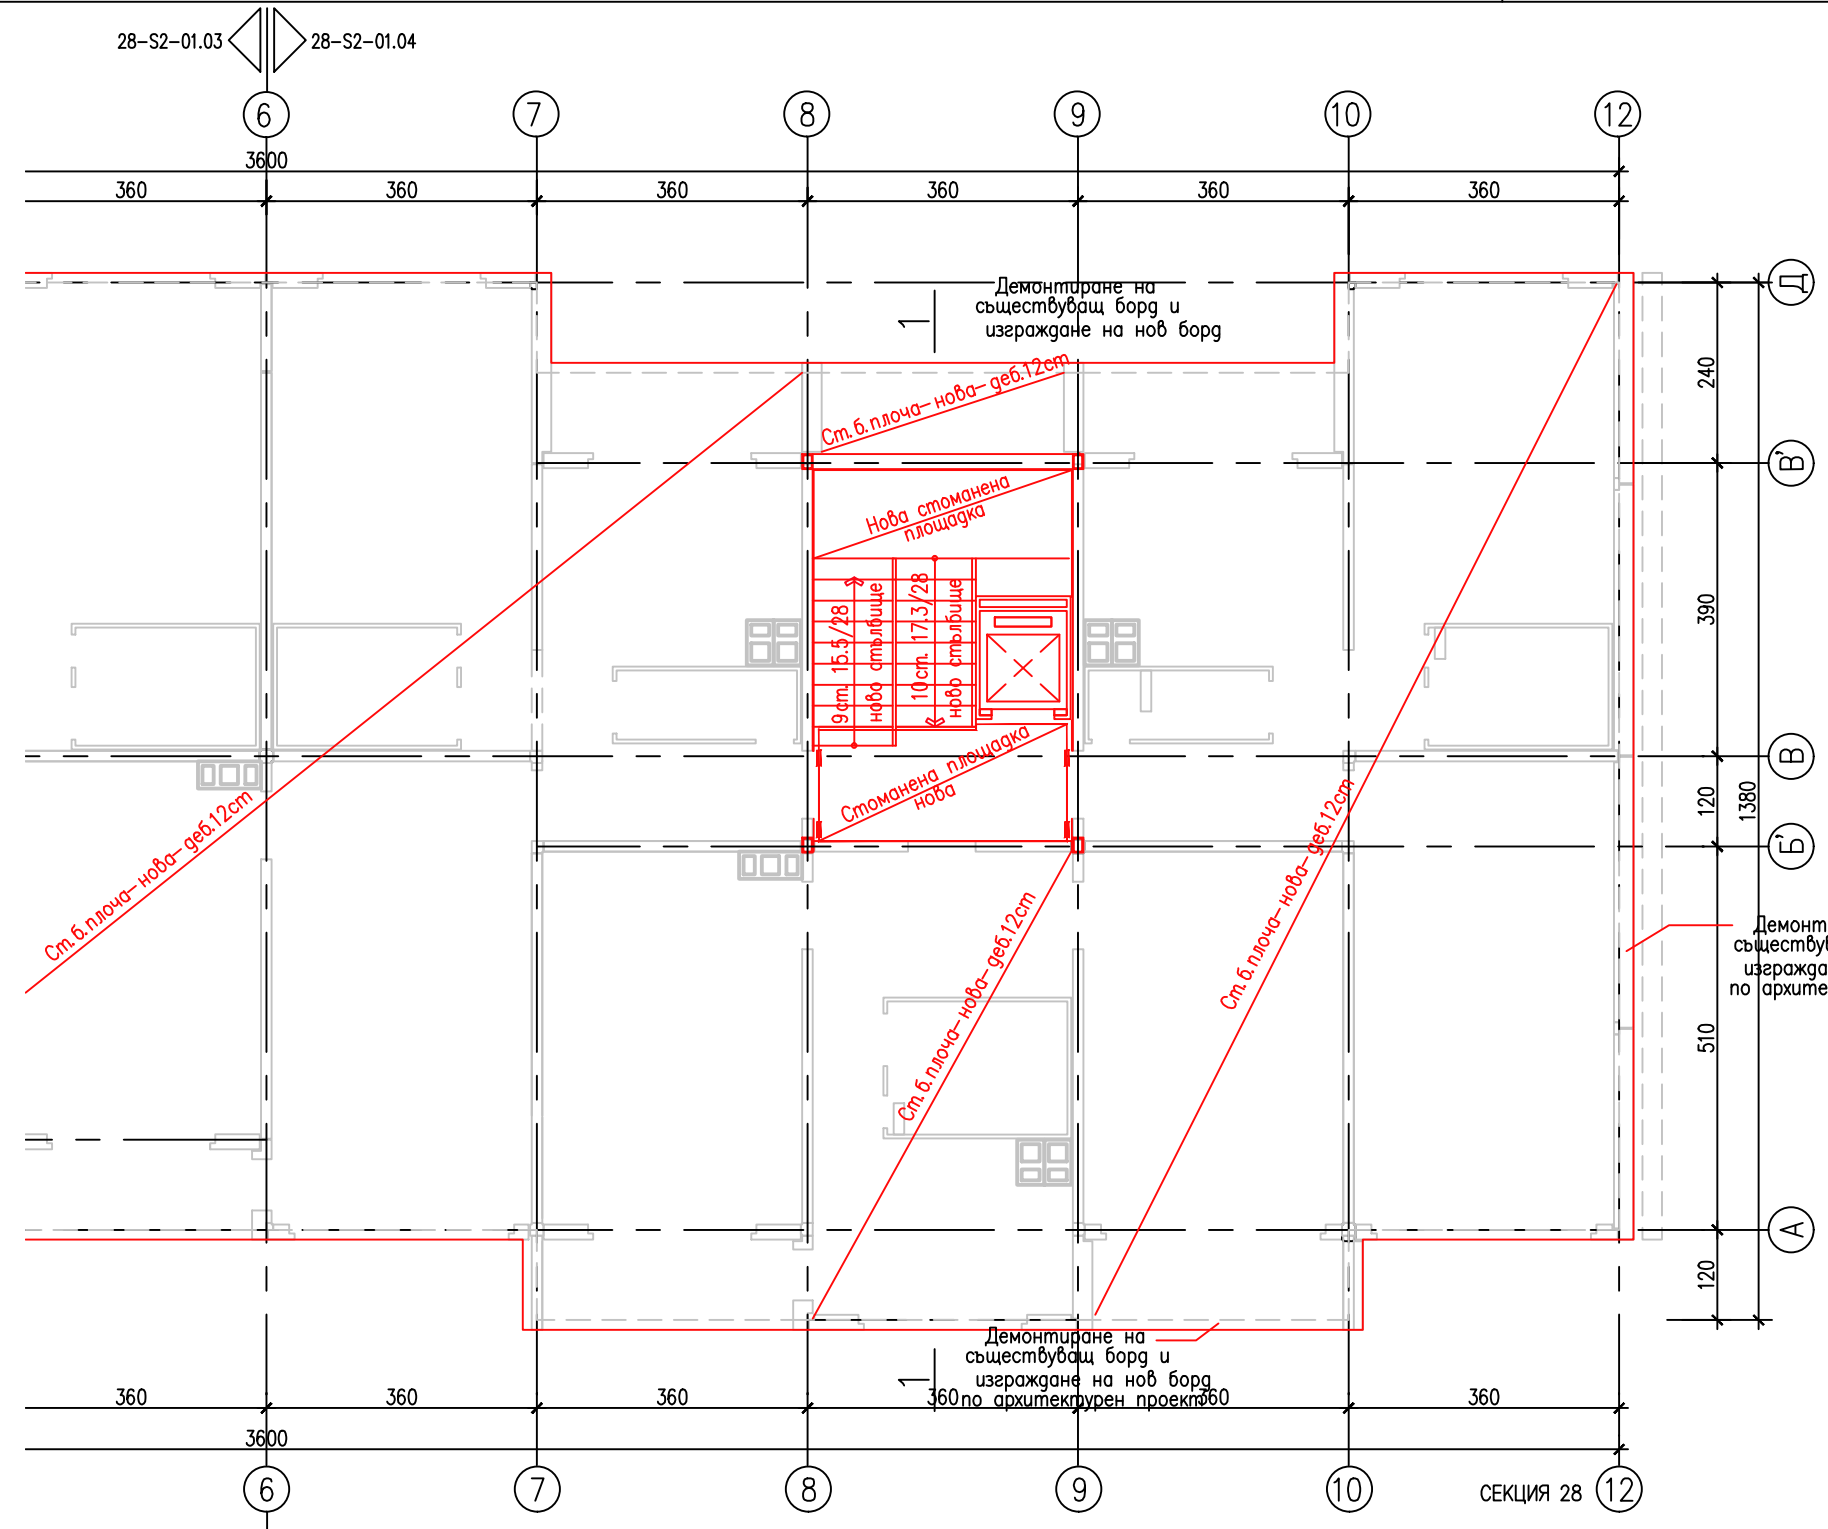 28-S2-01.03
28-S2-01.04
6
7
8
9
10
12
3600
360
360
360
360
360
360
Демонтиране на
съществуващ борд и
изграждане на нов борд
1
Д
240
Ст.б.плоча-нова-деб.12cm
В'
Нова стоманена
площадка
390
9cm. 15.5/28
ново стълбище
10cm. 17.3/28
ново стълбище
В
Стоманена площадка
нова
120
1380
Б'
Ст.б.плоча-нова-деб.12cm
Ст.б.плоча-нова-деб.12cm
Ст.б.плоча-нова-деб.12cm
Демонт
съществув
изгражда
по архите
510
А
120
Демонтиране на
съществуващ борд и
изграждане на нов борд
по архитектурен проект
1
360
360
360
360
360
360
3600
6
7
8
9
10
СЕКЦИЯ 28
12